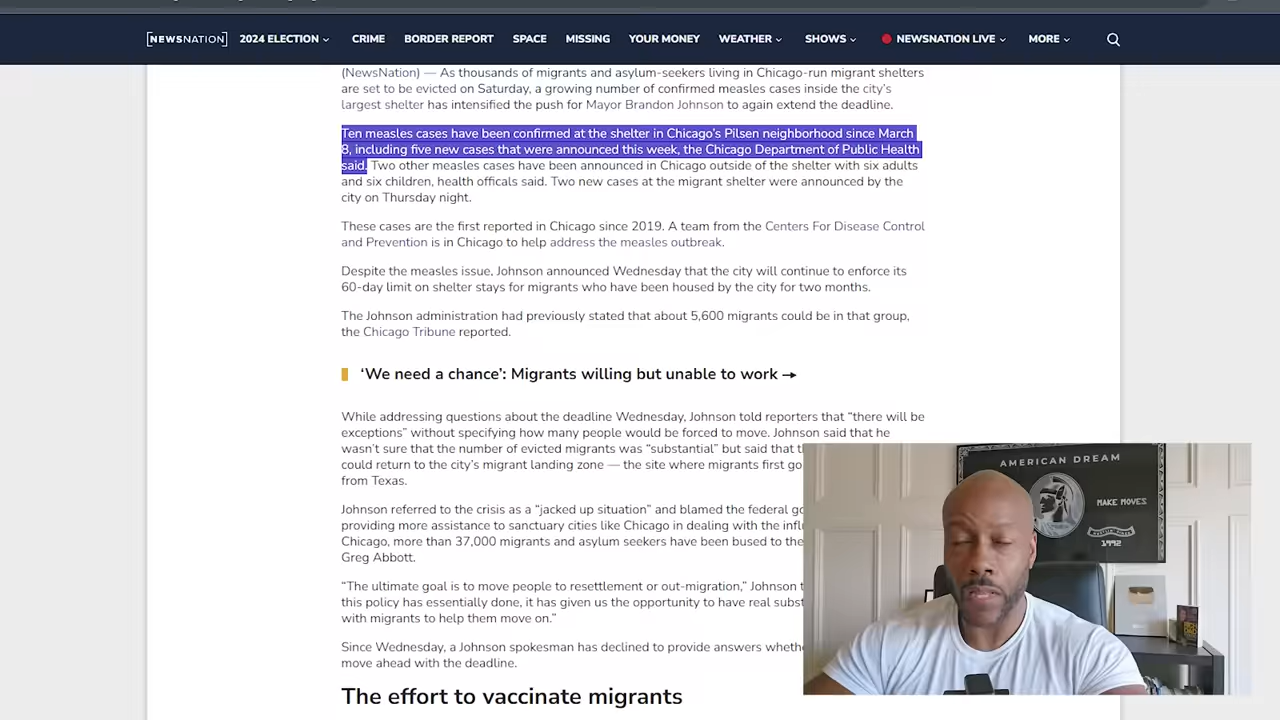 NEWSNATION 2024 ELECTION CRIME BORDER REPORT SPACE MISSING YOUR MONEY WEATHER SHOWS NEWSNATION LIVE MORE
(NewsNation) — As thousands of migrants and asylum-seekers living in Chicago-run migrant shelters
are set to be evicted on Saturday, a growing number of confirmed measles cases inside the city's
largest shelter has intensified the push for Mayor Brandon Johnson to again extend the deadline.
Ten measles cases have been confirmed at the shelter in Chicago's Pilsen neighborhood since March
8, including five new cases that were announced this week, the Chicago Department of Public Health
said. Two other measles cases have been announced in Chicago outside of the shelter with six adults
and six children, health officals said. Two new cases at the migrant shelter were announced by the
city on Thursday night.
These cases are the first reported in Chicago since 2019. A team from the Centers For Disease Control
and Prevention is in Chicago to help address the measles outbreak.
Despite the measles issue, Johnson announced Wednesday that the city will continue to enforce its
60-day limit on shelter stays for migrants who have been housed by the city for two months.
The Johnson administration had previously stated that about 5,600 migrants could be in that group,
the Chicago Tribune reported.
‘We need a chance’: Migrants willing but unable to work →
While addressing questions about the deadline Wednesday, Johnson told reporters that “there will be
exceptions” without specifying how many people would be forced to move. Johnson said that he
wasn't sure that the number of evicted migrants was “substantial” but said that
could return to the city's migrant landing zone — the site where migrants first
from Texas.
Johnson referred to the crisis as a “jacked up situation” and blamed the federal
providing more assistance to sanctuary cities like Chicago in dealing with the
Chicago, more than 37,000 migrants and asylum seekers have been bused to the
Greg Abbott.
“The ultimate goal is to move people to resettlement or out-migration,” Johnson
this policy has essentially done, it has given us the opportunity to have real
with migrants to help them move on.”
Since Wednesday, a Johnson spokesman has declined to provide answers
move ahead with the deadline.
The effort to vaccinate migrants
AMERICAN DREAM
MAKE MOVES
1992